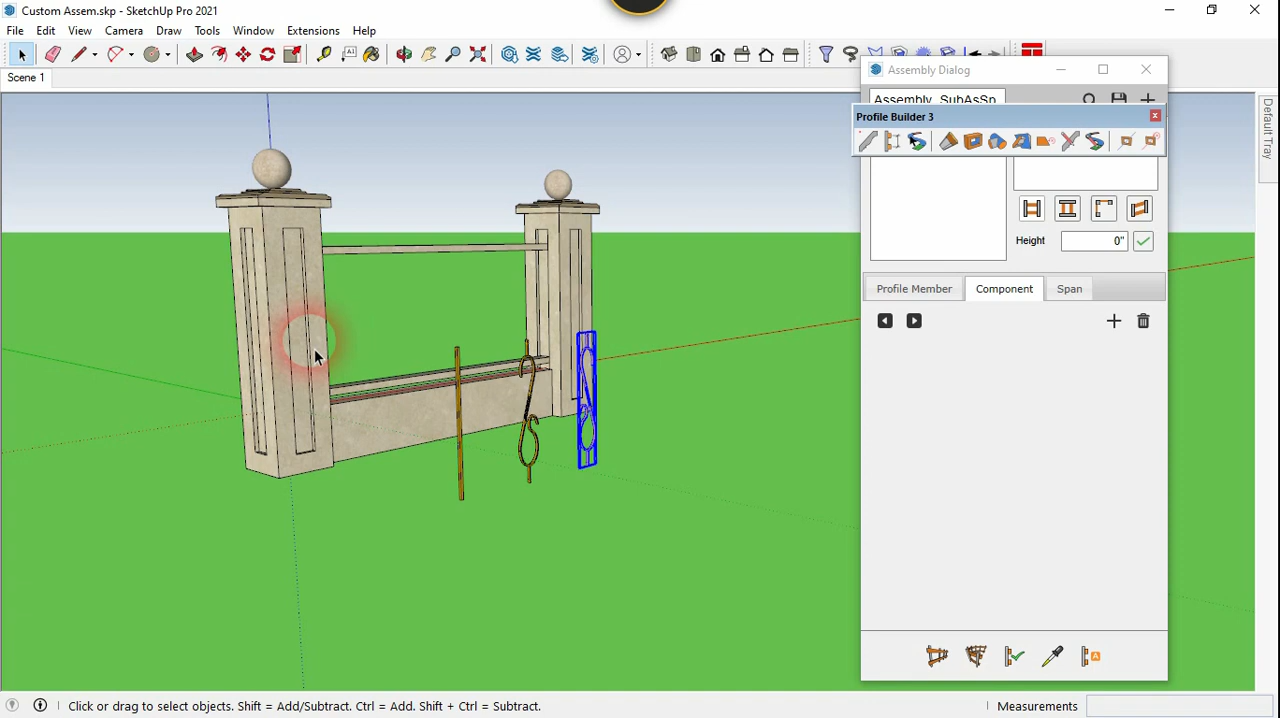 Custom Assem.skp - SketchUp Pro 2021
File Edit View Camera Draw Tools Window Extensions Help
Scene 1
Default Tray
Assembly Dialog
Assembly_SubAsSp
Profile Builder 3
Height 0"
Profile Member Component Span
Click or drag to select objects. Shift = Add/Subtract. Ctrl = Add. Shift + Ctrl = Subtract.
Measurements